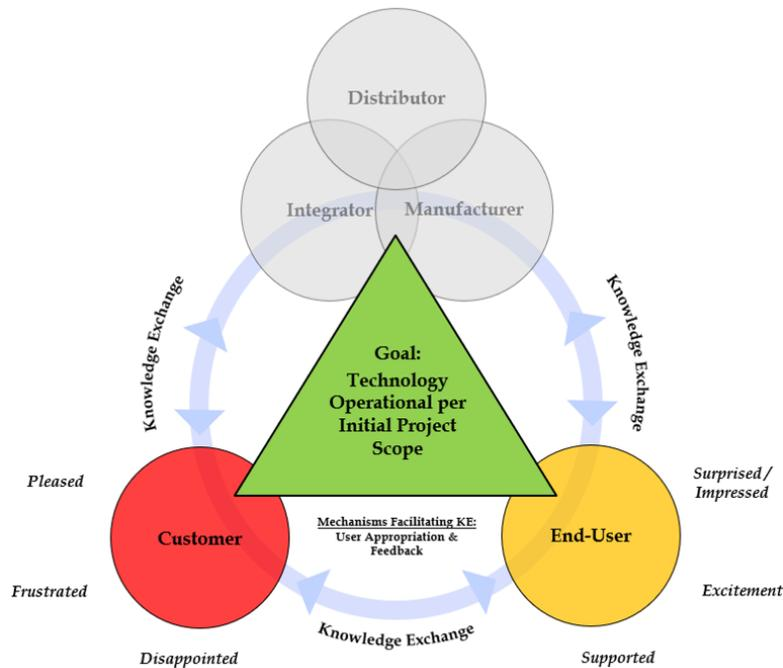 Distributor
Integrator
Manufacturer
Knowledge Exchange
Knowledge Exchange
Goal:
Technology
Operational per
Initial Project
Scope
Pleased
Surprised /
Impressed
Customer
Mechanisms Facilitating KE:
User Appropriation &
Feedback
End-User
Frustrated
Excitement
Knowledge Exchange
Disappointed
Supported